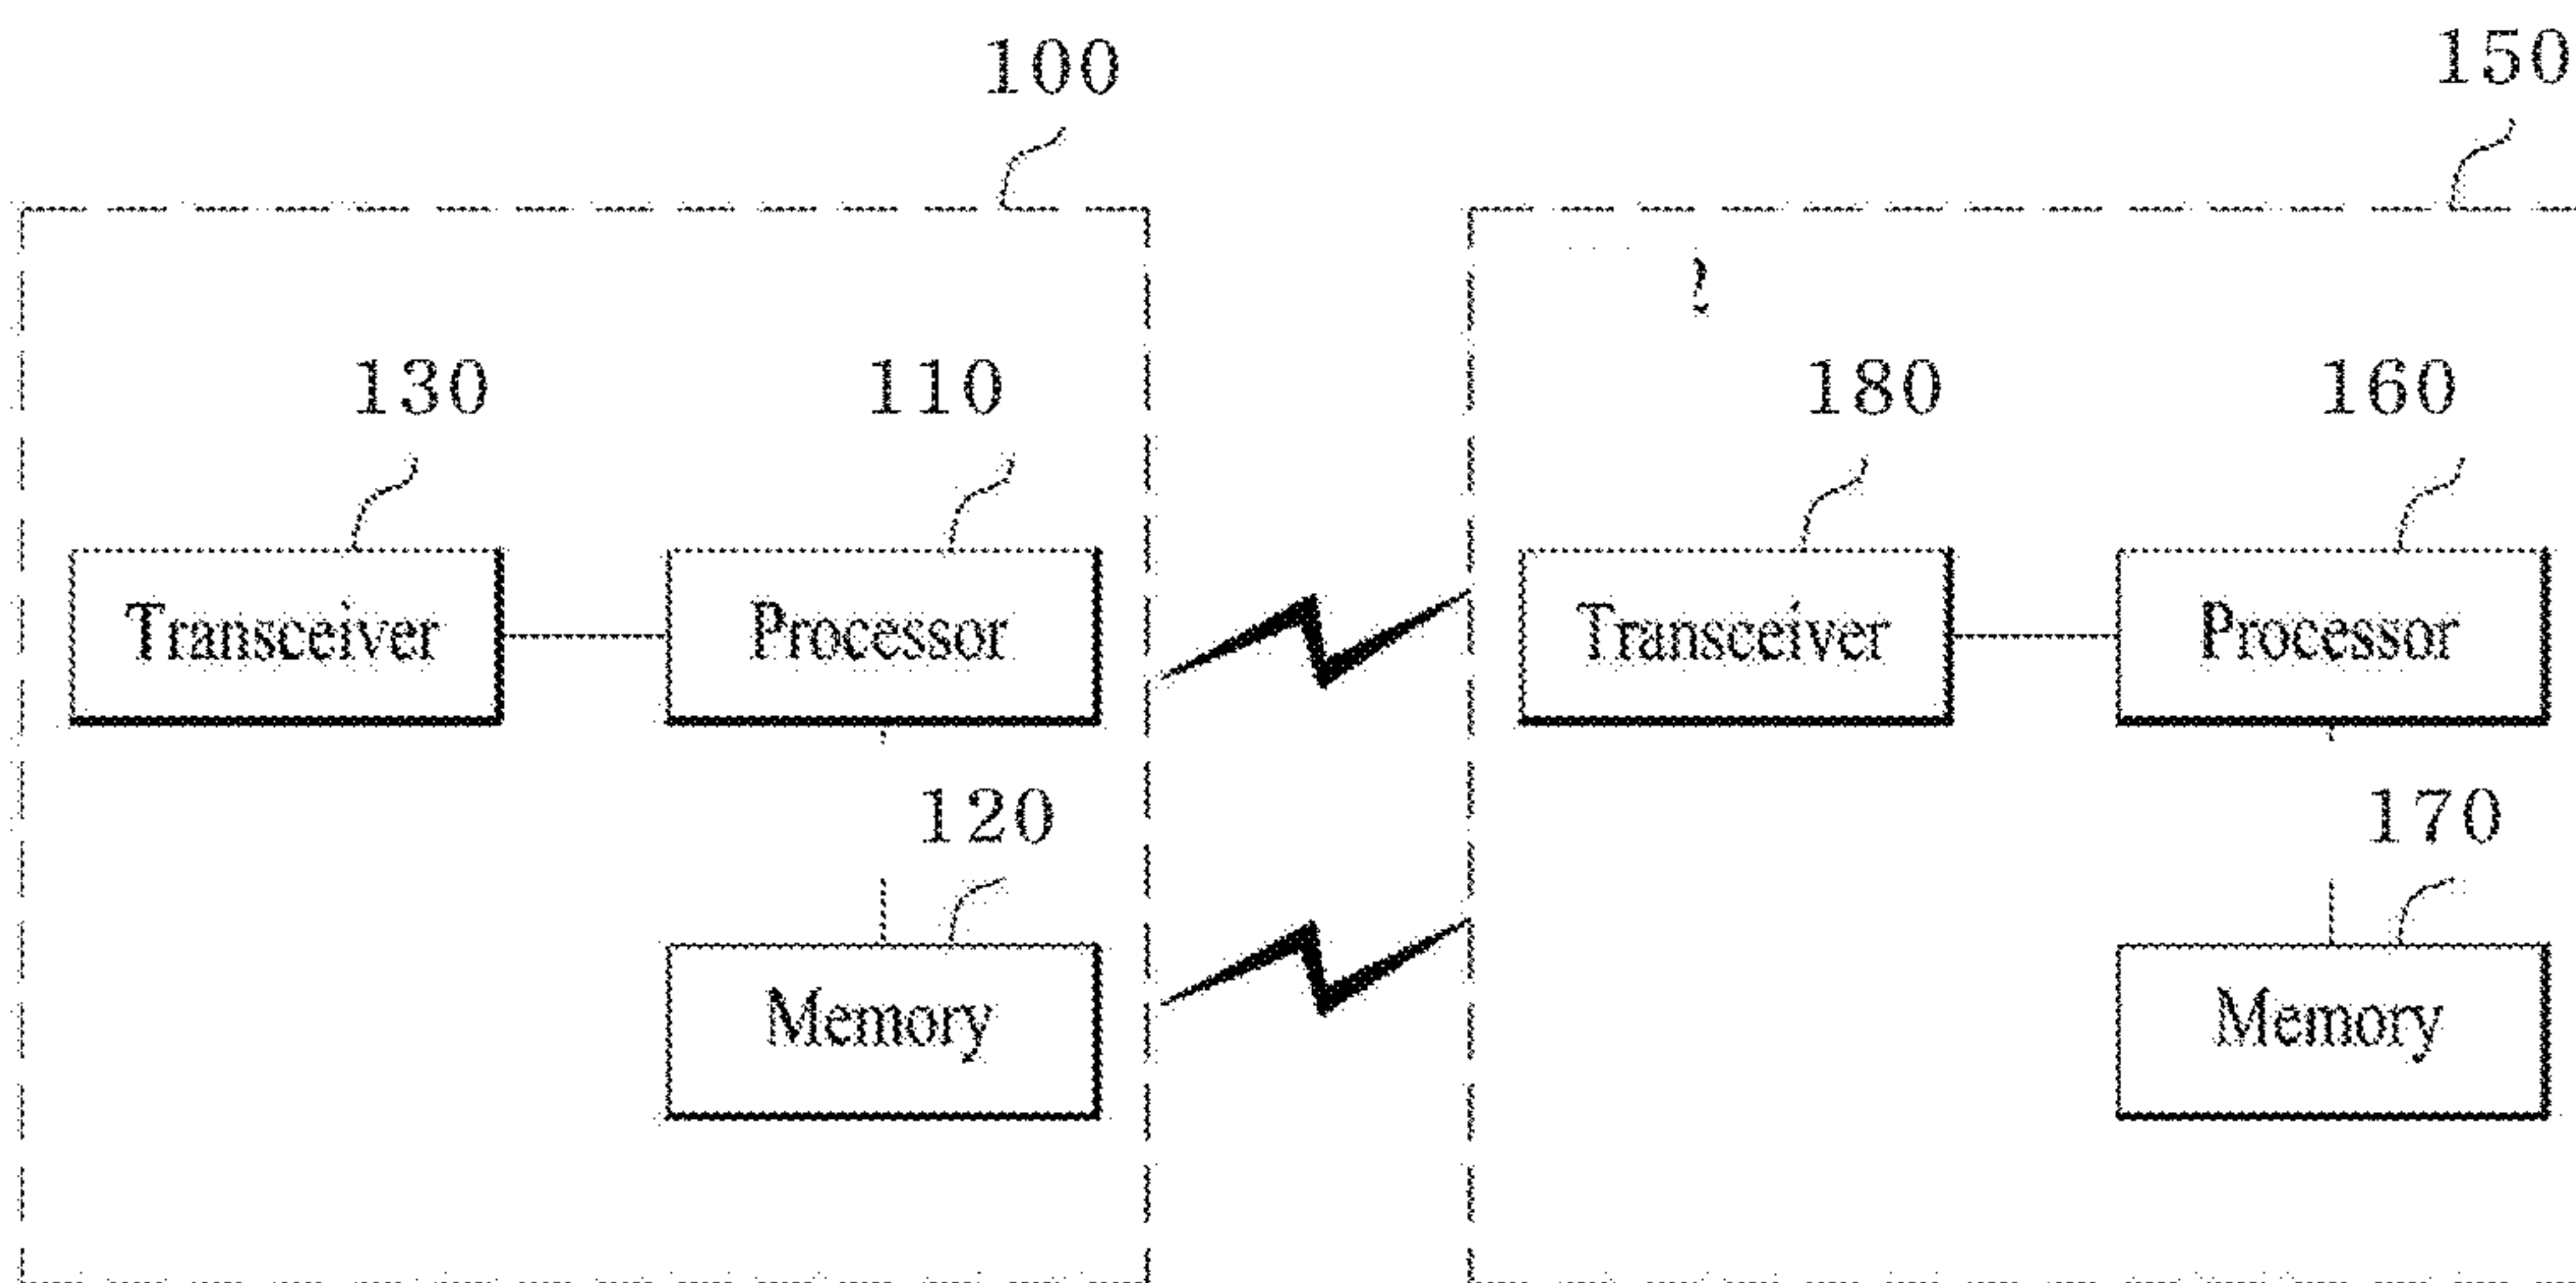 100 150
130 110 180 160
Transceiver Processor Transceiver Processor
120 170
Memory Memory